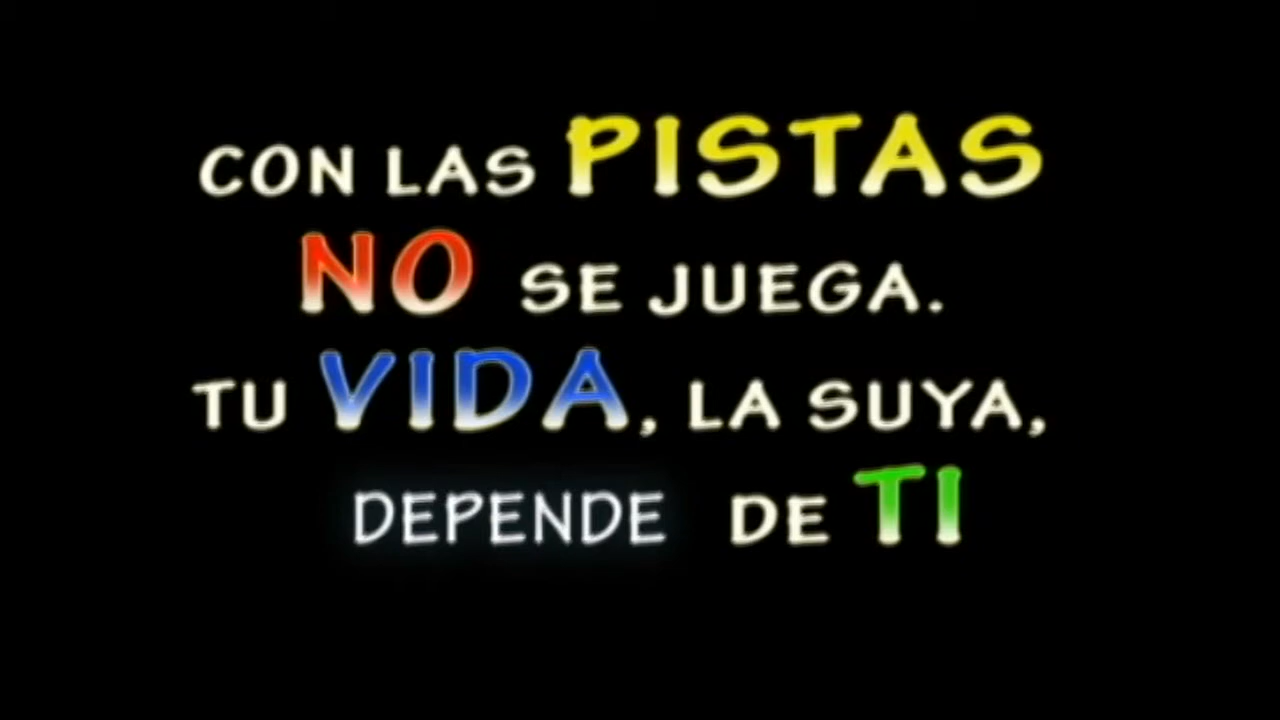 CON LAS PISTAS
NO SE JUEGA.
TU VIDA, LA SUYA,
DEPENDE DE TI